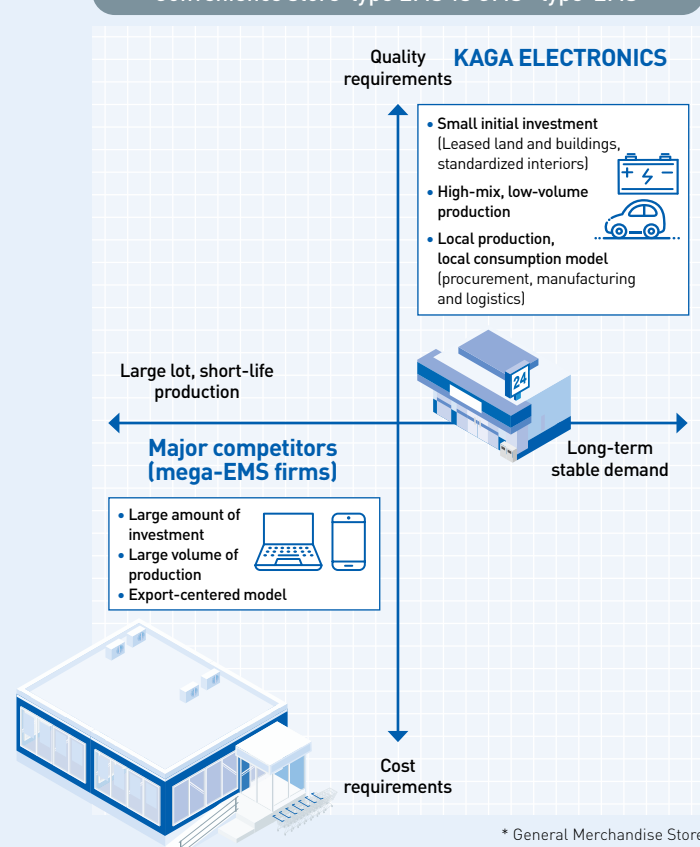 Quality
requirements
KAGA ELECTRONICS
• Small initial investment
(Leased land and buildings,
standardized interiors)
• High-mix, low-volume
production
• Local production,
local consumption model
(procurement, manufacturing
and logistics)
24
Large lot, short-life
production
Long-term
stable demand
Major competitors
(mega-EMS firms)
• Large amount of
investment
• Large volume of
production
• Export-centered model
Cost
requirements
* General Merchandise Store